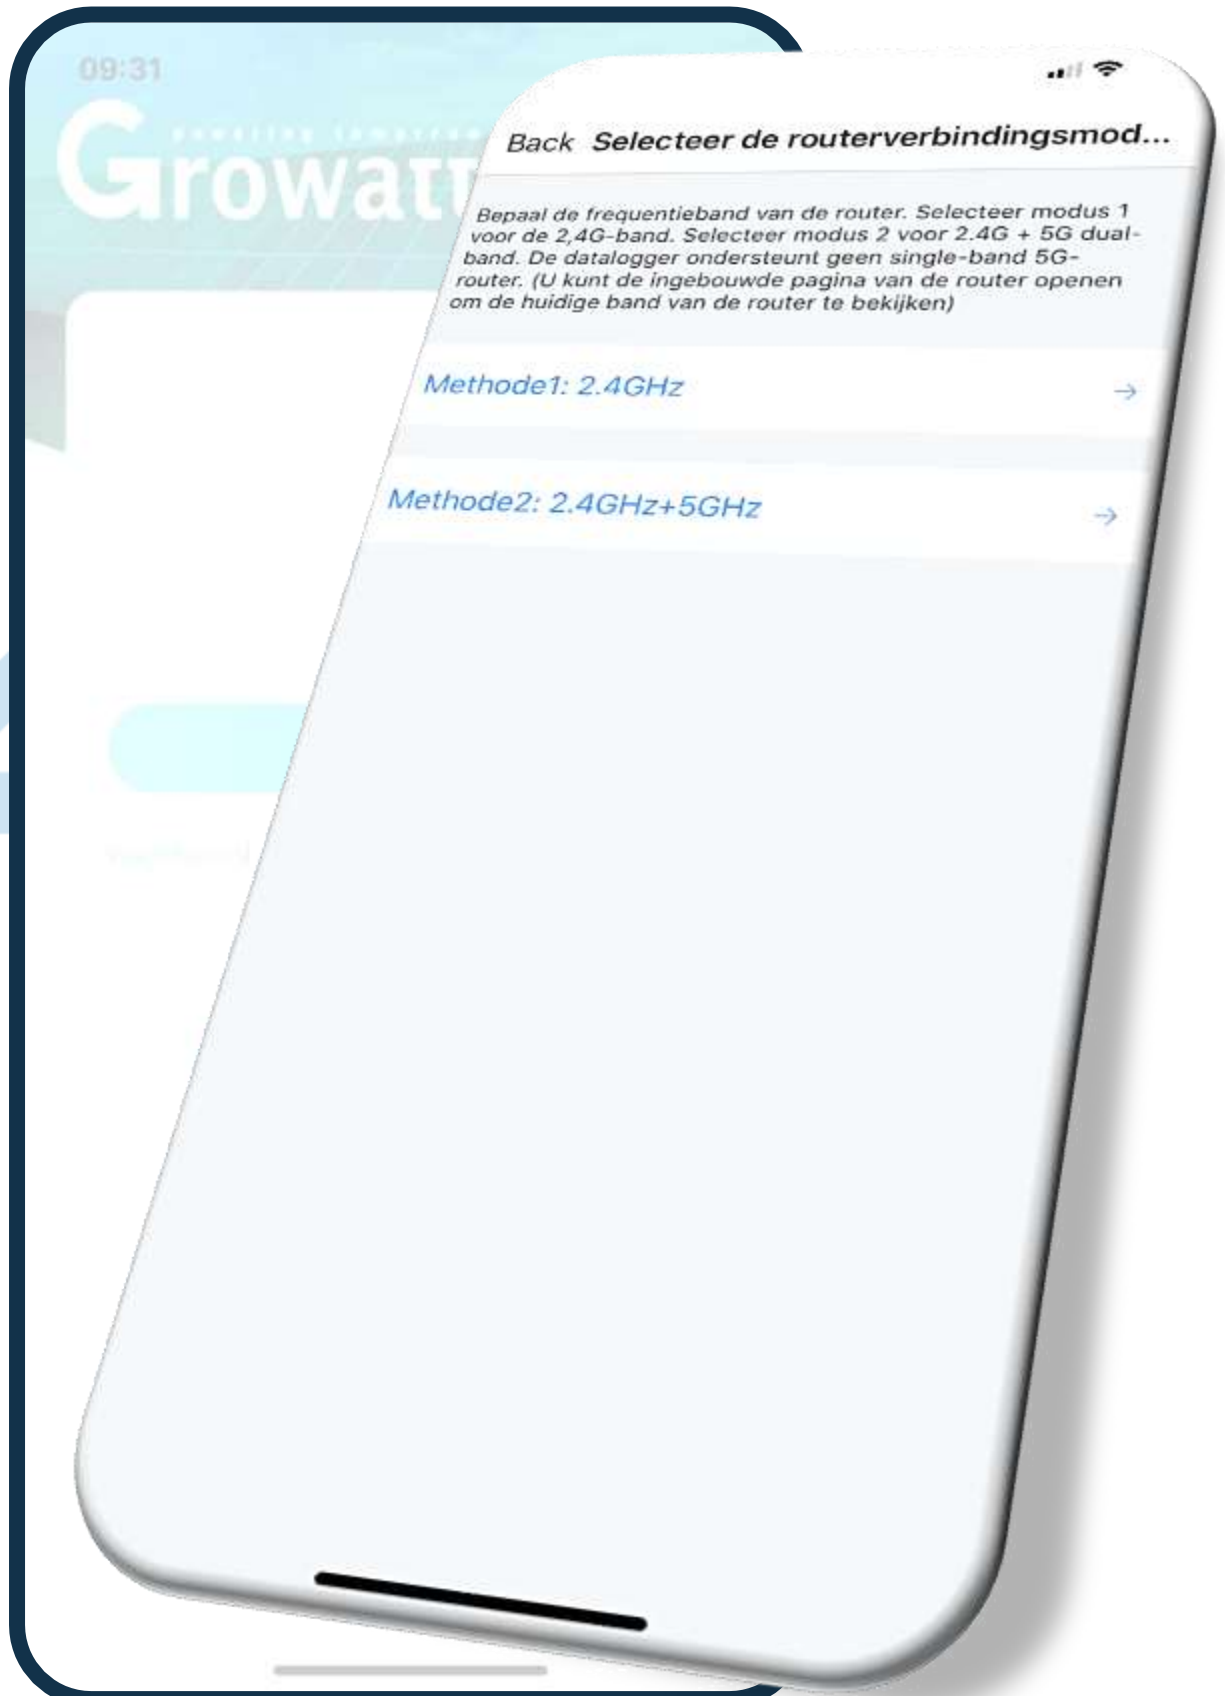 09:31
powering tomorrow
Growatt
Back Selecteer de routerverbindingsmod...
Bepaal de frequentieband van de router. Selecteer modus 1
voor de 2,4G-band. Selecteer modus 2 voor 2.4G + 5G dual-
band. De datalogger ondersteunt geen single-band 5G-
router. (U kunt de ingebouwde pagina van de router openen
om de huidige band van de router te bekijken)
Methode1: 2.4GHz →
Methode2: 2.4GHz+5GHz →